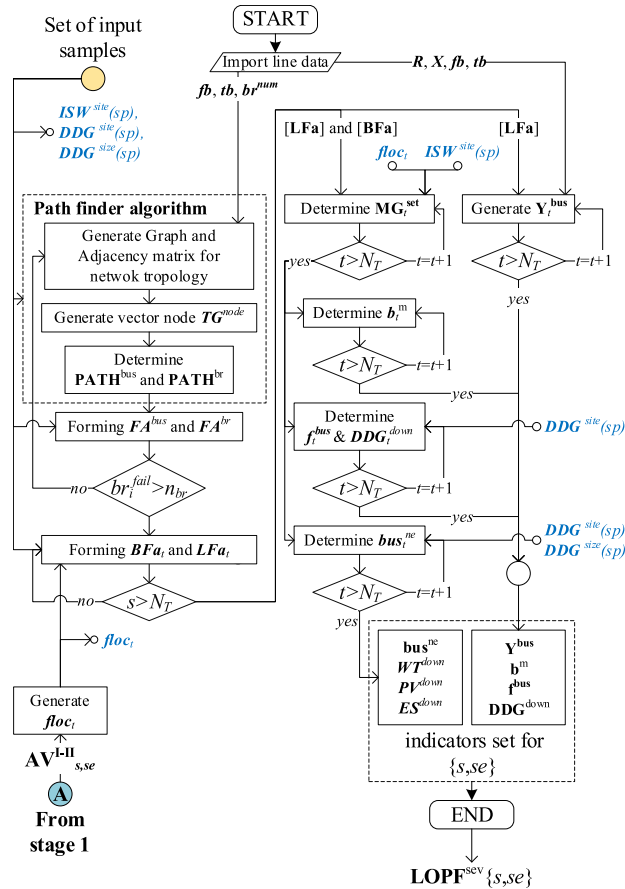 START
Set of input
samples
Import line data
R, X, fb, tb
fb, tb, br^num
ISW^site(sp),
DDG^site(sp),
DDG^size(sp)
[LFa] and [BFa]
[LFa]
floc_t
ISW^site(sp)
Path finder algorithm
Generate Graph and
Adjacency matrix for
netwok tropology
Generate vector node TG^node
Determine
PATH^bus and PATH^br
Forming FA^bus and FA^br
no
br_i^fail>n_br
Forming BFa_t and LFa_t
no
s>N_T
floc_t
Generate
floc_t
AV^I-II_s,se
A
From
stage 1
Determine MG_t^set
yes
t>N_T
t=t+1
Generate Y_t^bus
t>N_T
t=t+1
yes
Determine b_t^m
t>N_T
t=t+1
yes
Determine
f_t^bus & DDG_t^down
DDG^site(sp)
t>N_T
t=t+1
yes
Determine bus_t^ne
DDG^site(sp)
DDG^size(sp)
t>N_T
t=t+1
yes
bus^ne
WT^down
PV^down
ES^down
Y^bus
b^m
f^bus
DDG^down
indicators set for
{s,se}
END
LOPF^sev{s,se}